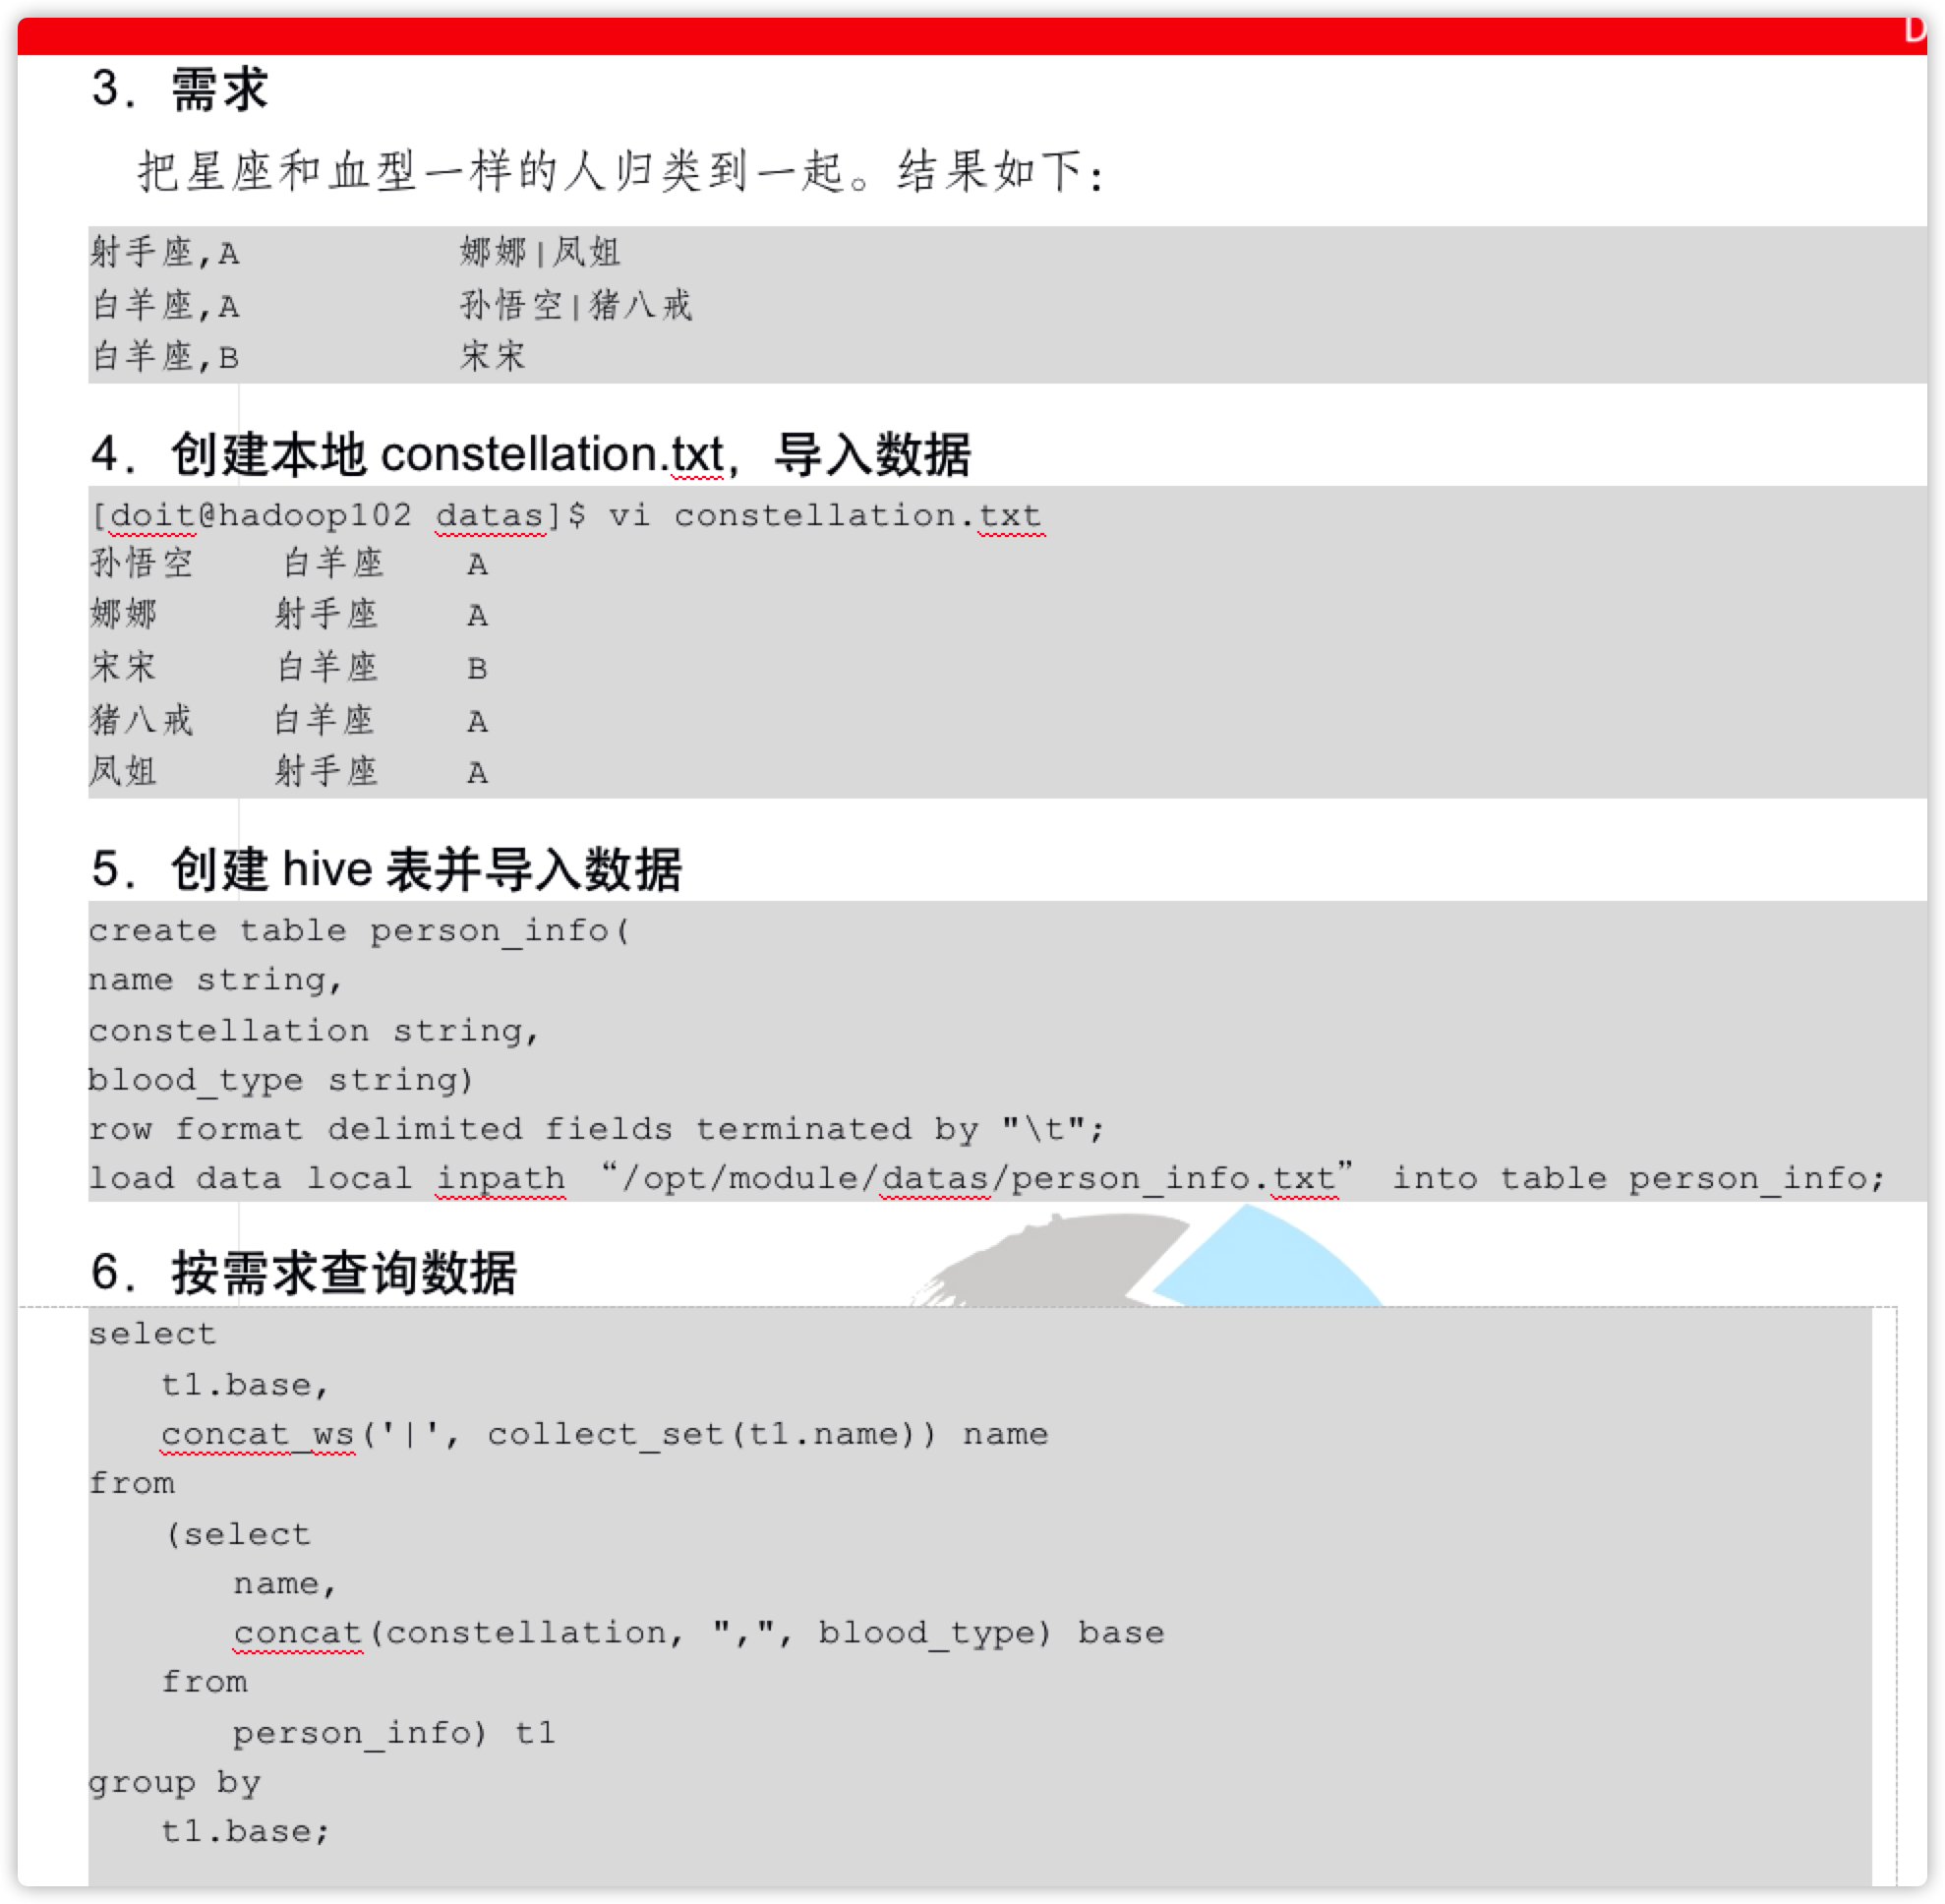 D
3. 需求
把星座和血型一样的人归类到一起。结果如下:
射手座,A 娜娜|凤姐
白羊座,A 孙悟空|猪八戒
白羊座,B 宋宋
4. 创建本地 constellation.txt，导入数据
[doit@hadoop102 datas]$ vi constellation.txt
孙悟空 白羊座 A
娜娜 射手座 A
宋宋 白羊座 B
猪八戒 白羊座 A
凤姐 射手座 A
5. 创建 hive 表并导入数据
create table person_info(
name string,
constellation string,
blood_type string)
row format delimited fields terminated by "\t";
load data local inpath “/opt/module/datas/person_info.txt” into table person_info;
6. 按需求查询数据
select
t1.base,
concat_ws('|', collect_set(t1.name)) name
from
(select
name,
concat(constellation, ",", blood_type) base
from
person_info) t1
group by
t1.base;